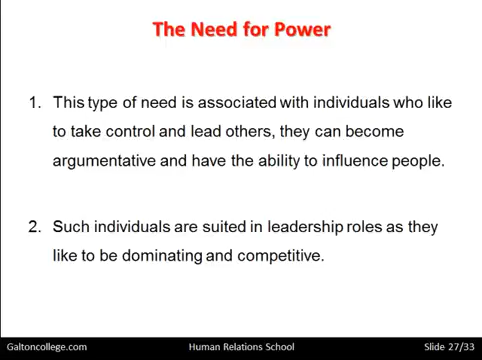 The Need for Power
1. This type of need is associated with individuals who like
to take control and lead others, they can become
argumentative and have the ability to influence people.
2. Such individuals are suited in leadership roles as they
like to be dominating and competitive.
Galtoncollege.com Human Relations School Slide 27/33